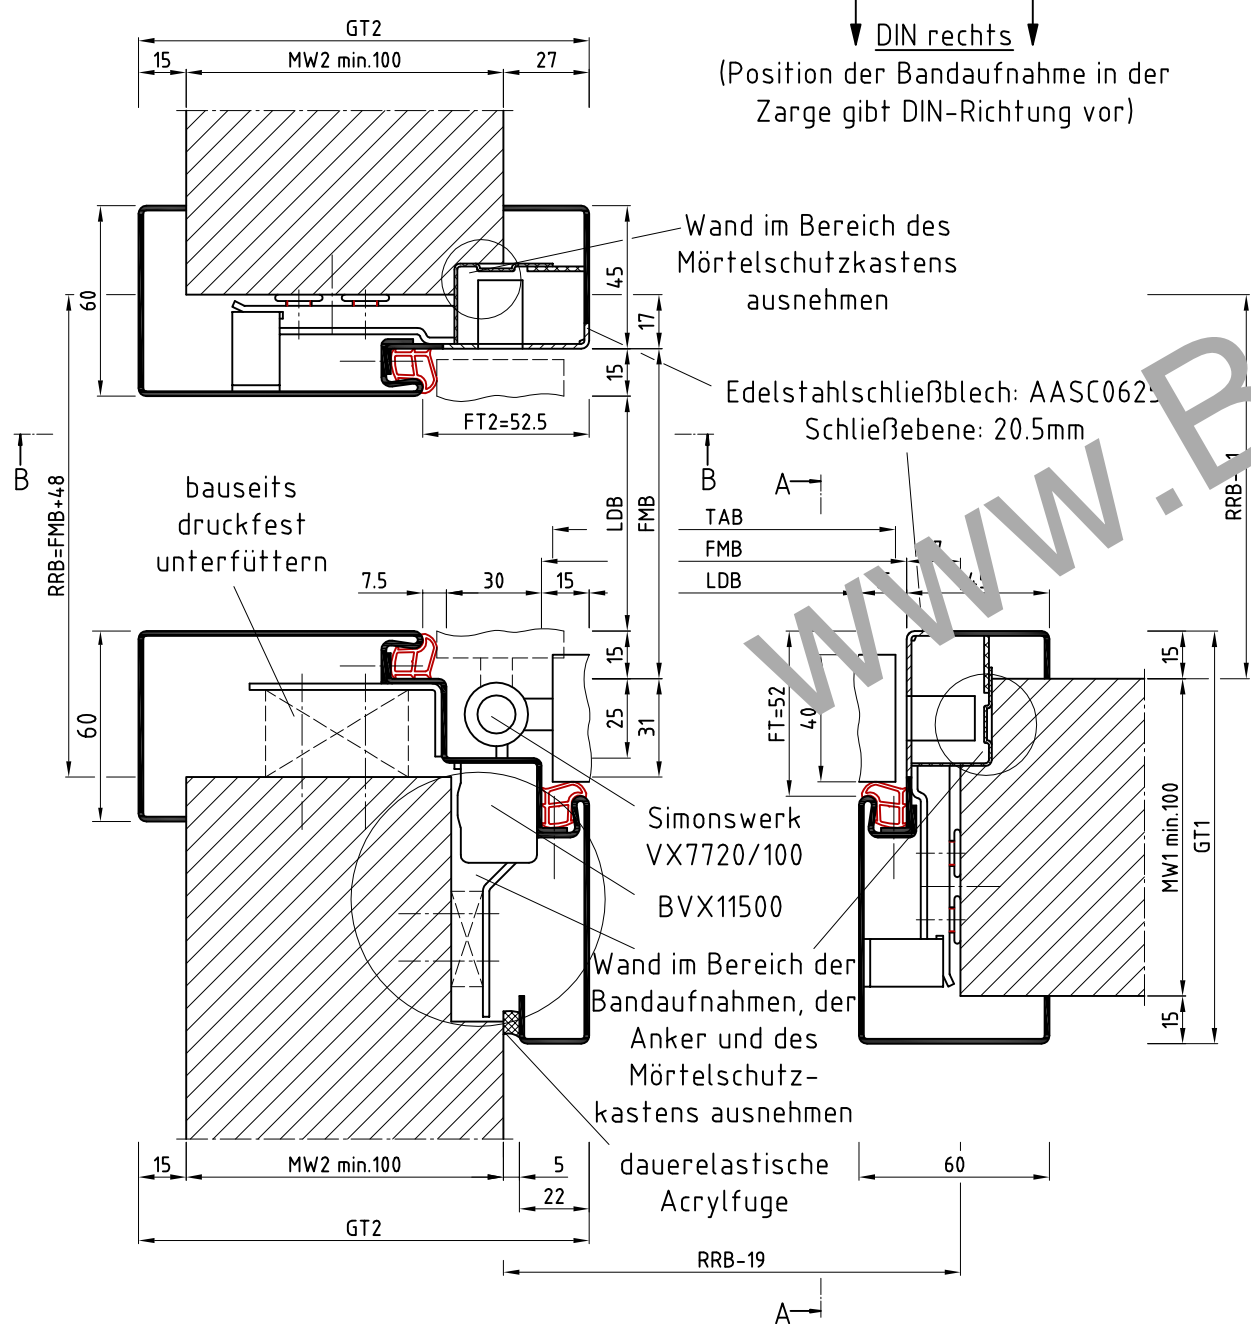 GT2
15 MW2 min.100 27
DIN rechts
(Position der Bandaufnahme in der
Zarge gibt DIN-Richtung vor)
60
45
17
15
Wand im Bereich des
Mörtelschutzkastens
ausnehmen
Edelstahlschließblech: AASC0625
Schließebene: 20.5mm
FT2=52.5
B
B
A
RRB=FMB+48
LDB
FMB
RRB-1
bauseits
druckfest
unterfüttern
TAB
FMB
LDB
7.5 30 15
60
15
25
31
FT=52
40
15
MW1 min.100
GT1
15
Simonswerk
VX7720/100
BVX11500
Wand im Bereich der
Bandaufnahmen, der
Anker und des
Mörtelschutz-
kastens ausnehmen
dauerelastische
Acrylfuge
15 MW2 min.100 5
22
GT2
60
RRB-19
A
www.B